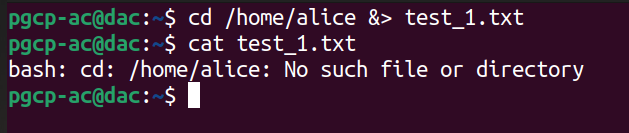 pgcp-ac@dac:~$ cd /home/alice &> test_1.txt
pgcp-ac@dac:~$ cat test_1.txt
bash: cd: /home/alice: No such file or directory
pgcp-ac@dac:~$